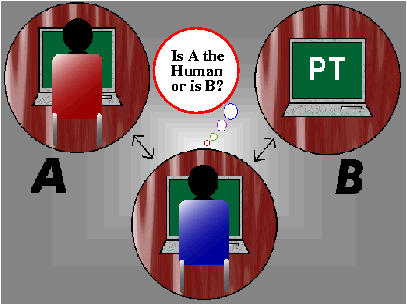 Is A the
Human
or is B?
PT
A
B